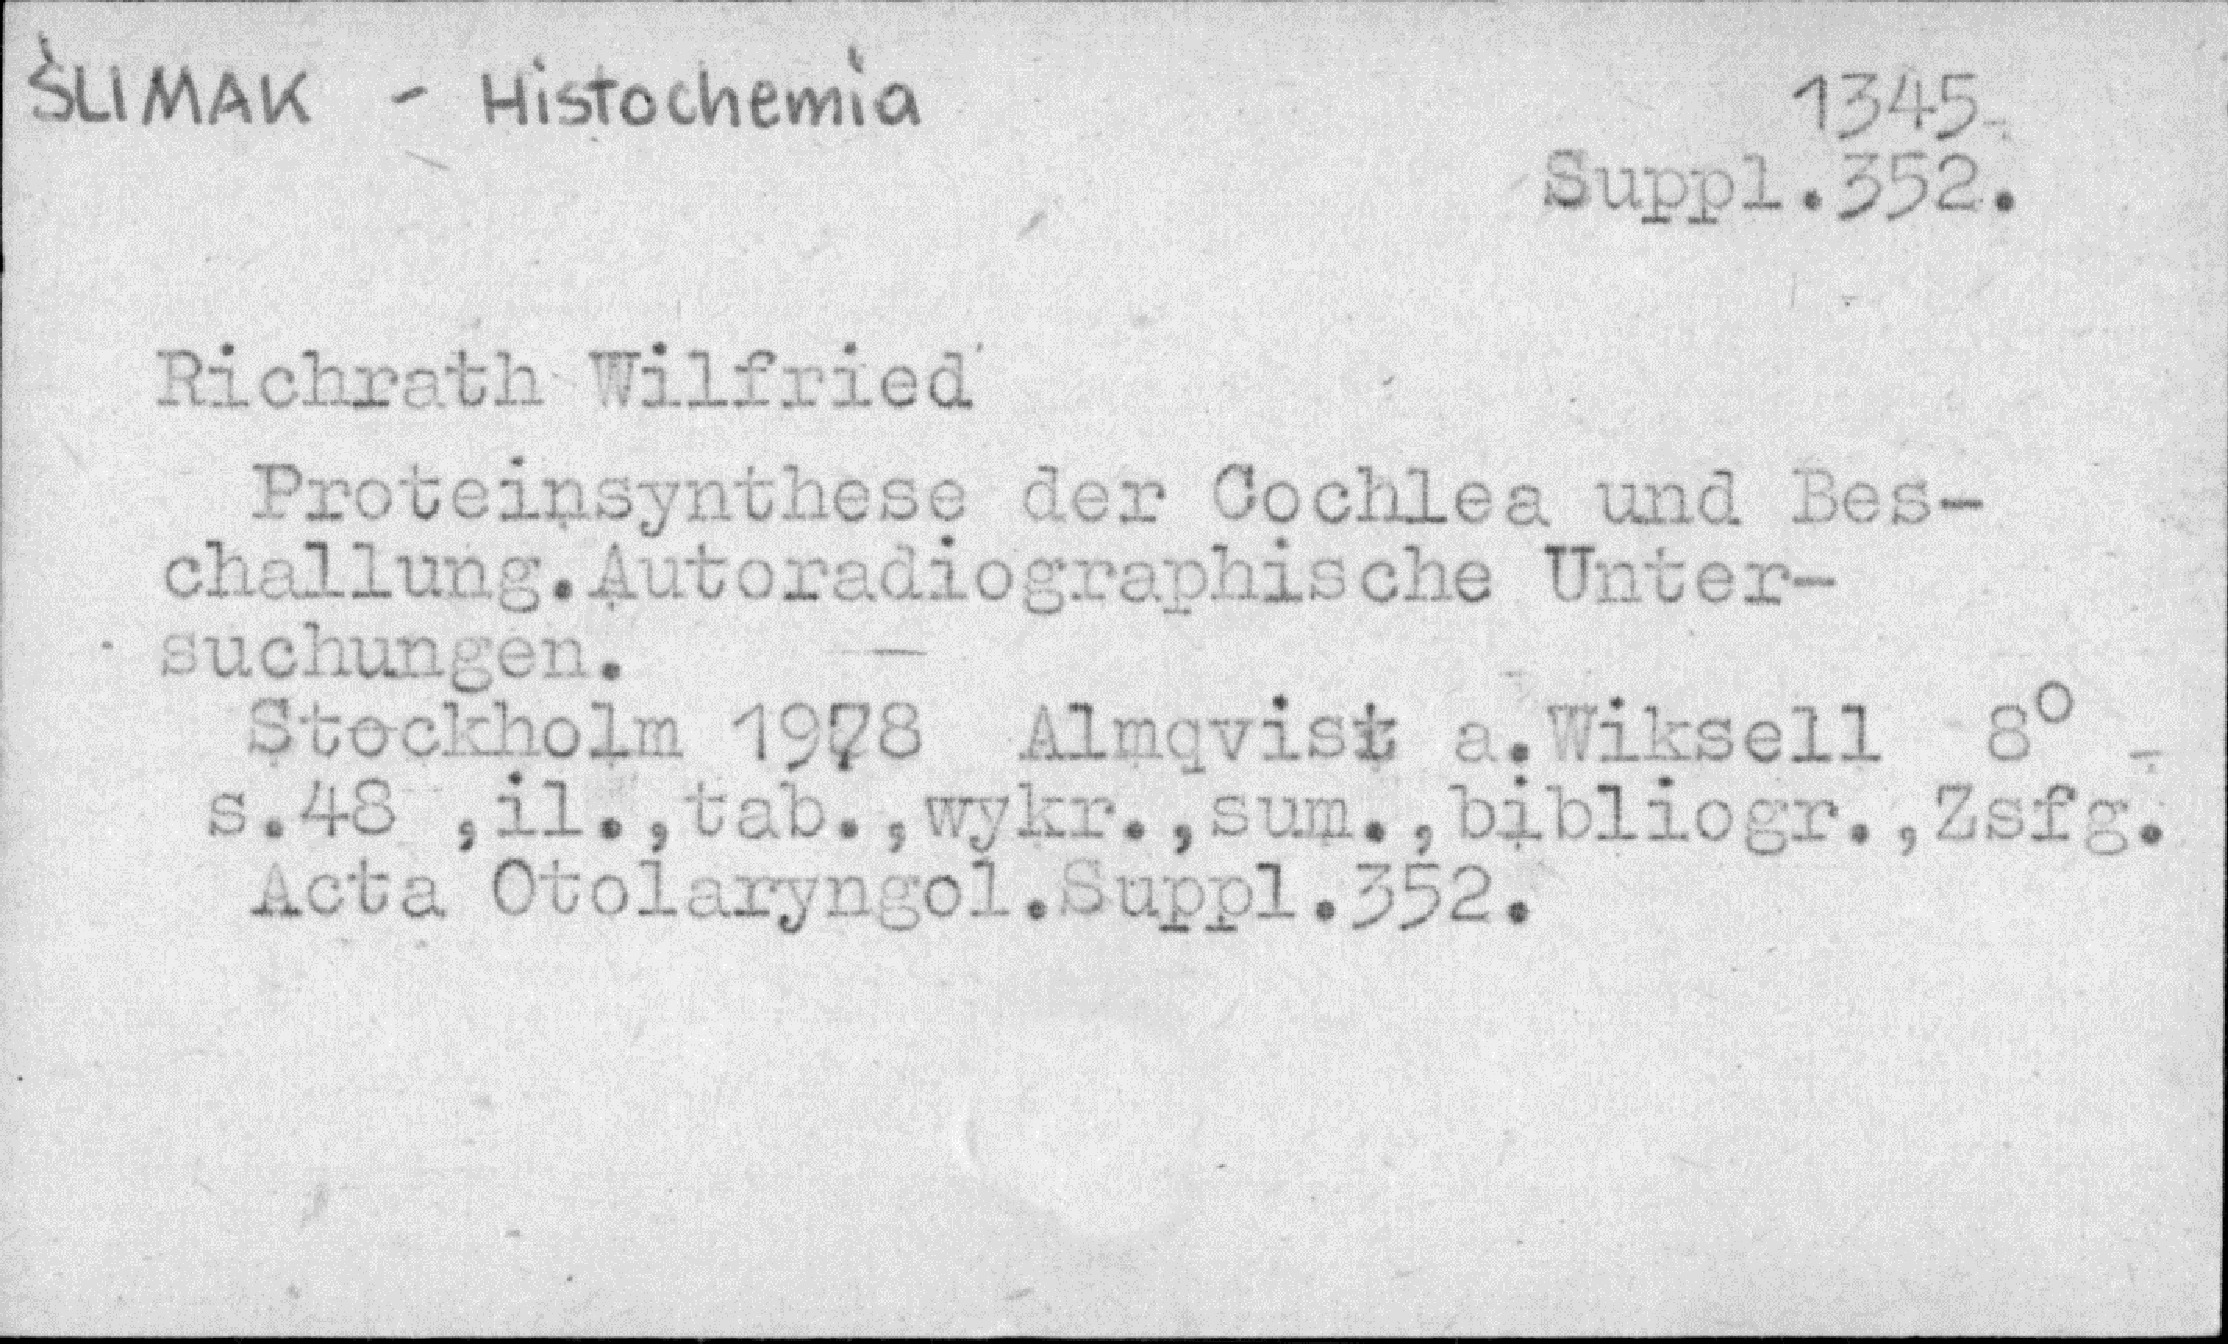 ŚLIMAK - Histochemia
1345
Suppl.352.
Richrath Wilfried
Proteinsynthese der Cochlea und Bes-
challung.Autoradiographische Unter-
suchungen.
Stockholm 1978 Almqvist a.Wiksell 8°
s.48 ,il.,tab.,wykr.,sum.,bibliogr.,Zsfg.
Acta Otolaryngol.Suppl.352.